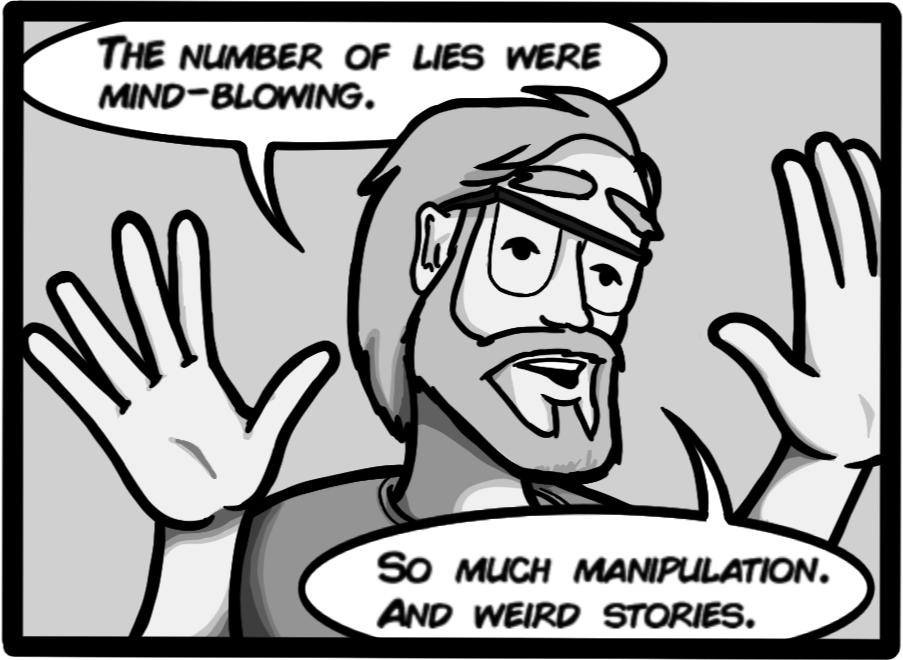 The number of lies were
mind-blowing.
So much manipulation.
And weird stories.